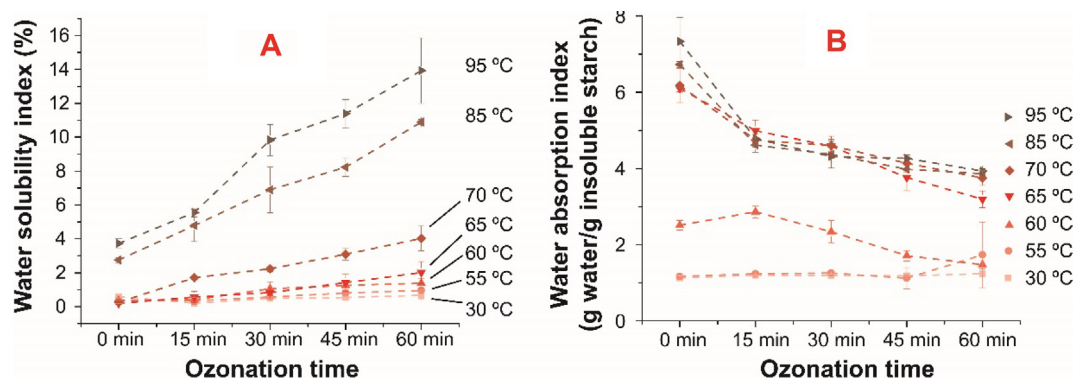 Water solubility index (%)
16
14
12
10
8
6
4
2
0
A
95 ºC
85 ºC
70 ºC
65 ºC
60 ºC
55 ºC
30 ºC
0 min 15 min 30 min 45 min 60 min
Ozonation time
Water absorption index
(g water/g insoluble starch)
8
6
4
2
0
B
95 ºC
85 ºC
70 ºC
65 ºC
60 ºC
55 ºC
30 ºC
0 min 15 min 30 min 45 min 60 min
Ozonation time